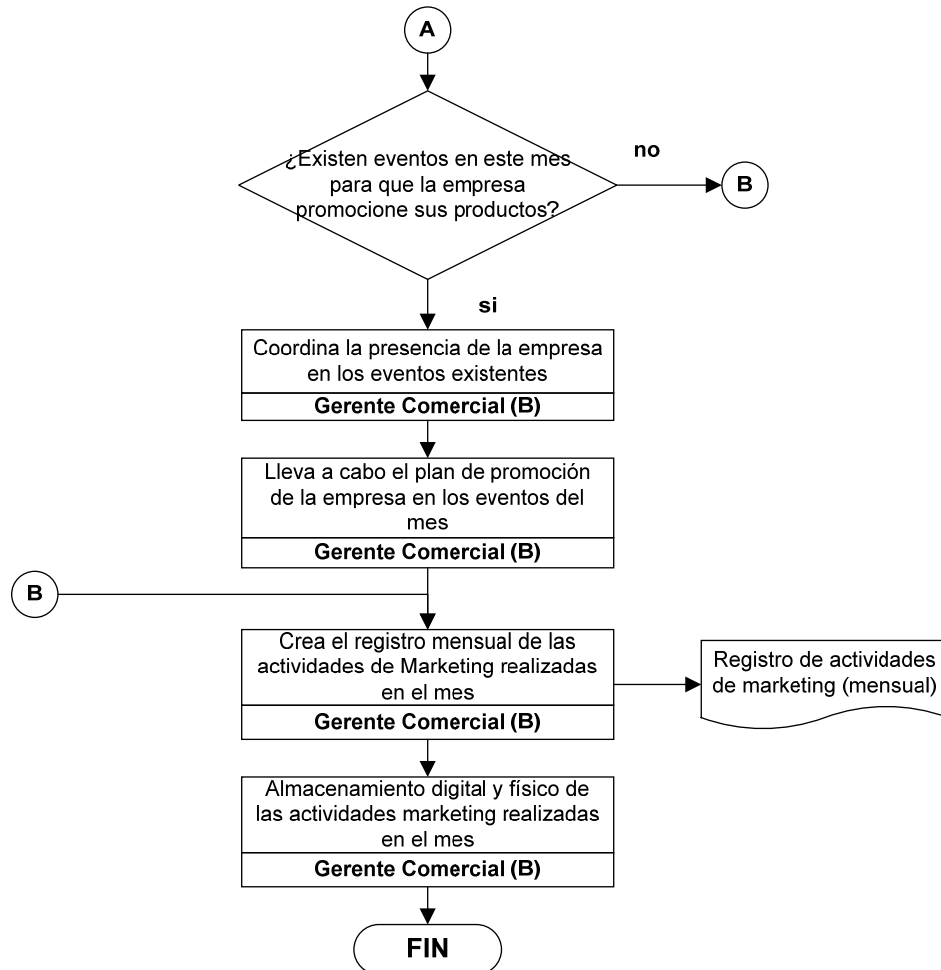 A
¿Existen eventos en este mes
para que la empresa
promocione sus productos?
no
B
si
Coordina la presencia de la empresa
en los eventos existentes
Gerente Comercial (B)
Lleva a cabo el plan de promoción
de la empresa en los eventos del
mes
Gerente Comercial (B)
B
Crea el registro mensual de las
actividades de Marketing realizadas
en el mes
Gerente Comercial (B)
Registro de actividades
de marketing (mensual)
Almacenamiento digital y físico de
las actividades marketing realizadas
en el mes
Gerente Comercial (B)
FIN